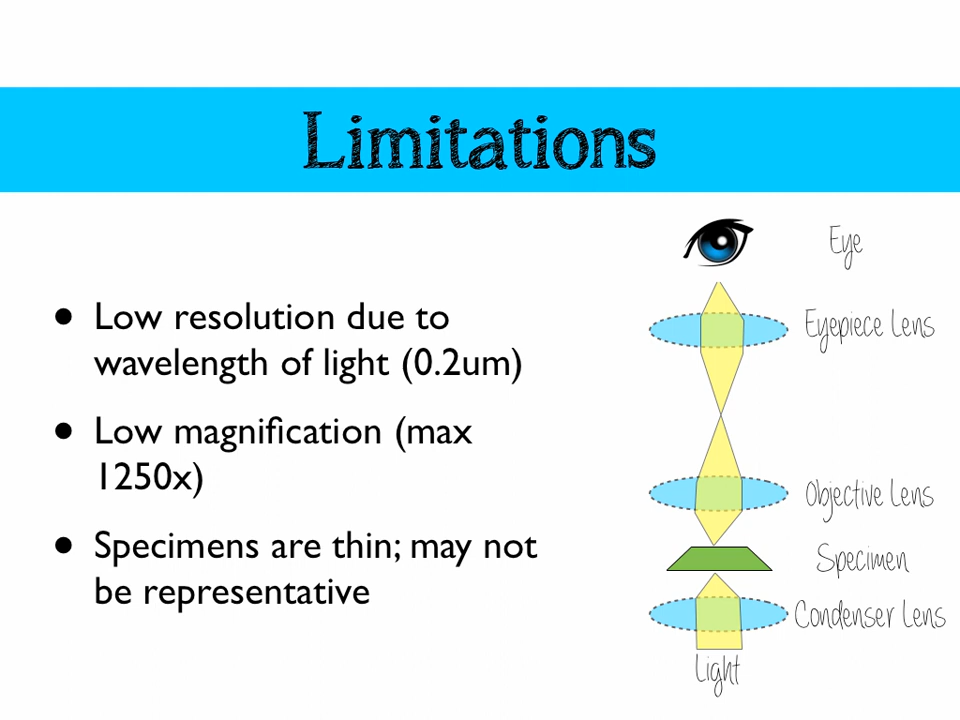 Limitations
• Low resolution due to
wavelength of light (0.2um)
• Low magnification (max
1250x)
• Specimens are thin; may not
be representative
Eye
Eyepiece Lens
Objective Lens
Specimen
Condenser Lens
Light